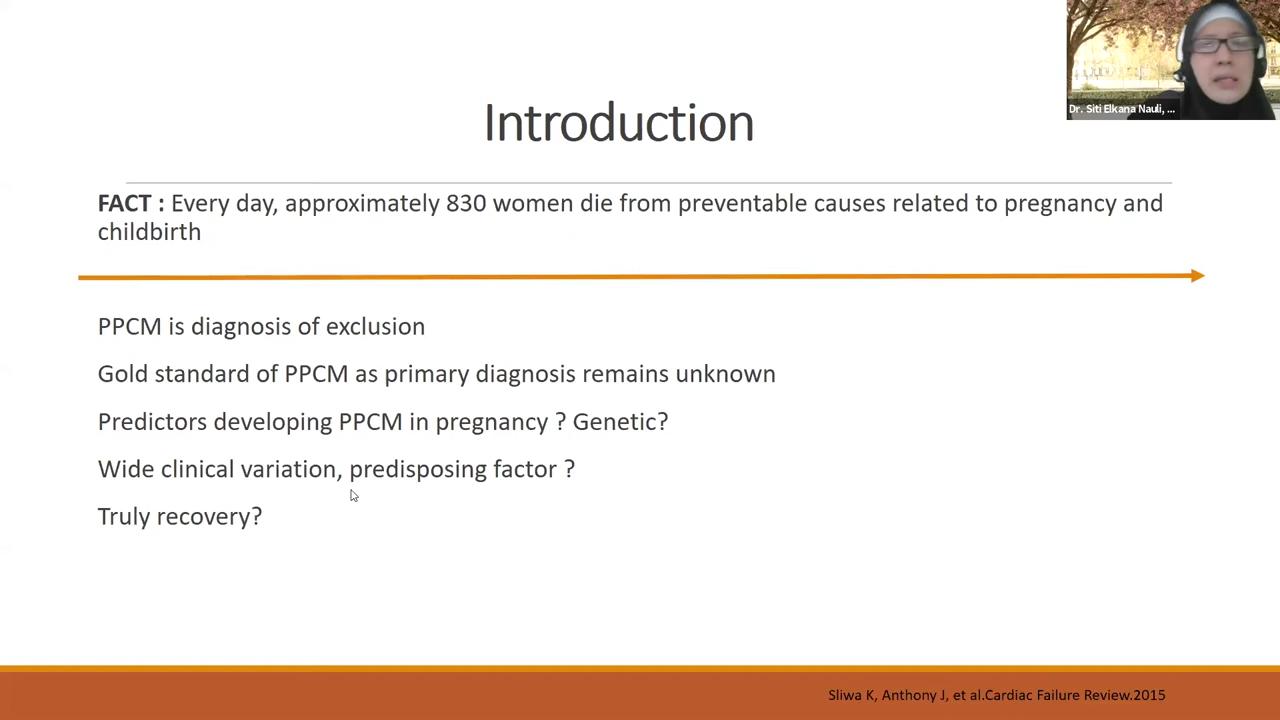 Dr. Siti Elkana Nauli, ...
Introduction
FACT : Every day, approximately 830 women die from preventable causes related to pregnancy and
childbirth
PPCM is diagnosis of exclusion
Gold standard of PPCM as primary diagnosis remains unknown
Predictors developing PPCM in pregnancy ? Genetic?
Wide clinical variation, predisposing factor ?
Truly recovery?
Sliwa K, Anthony J, et al.Cardiac Failure Review.2015